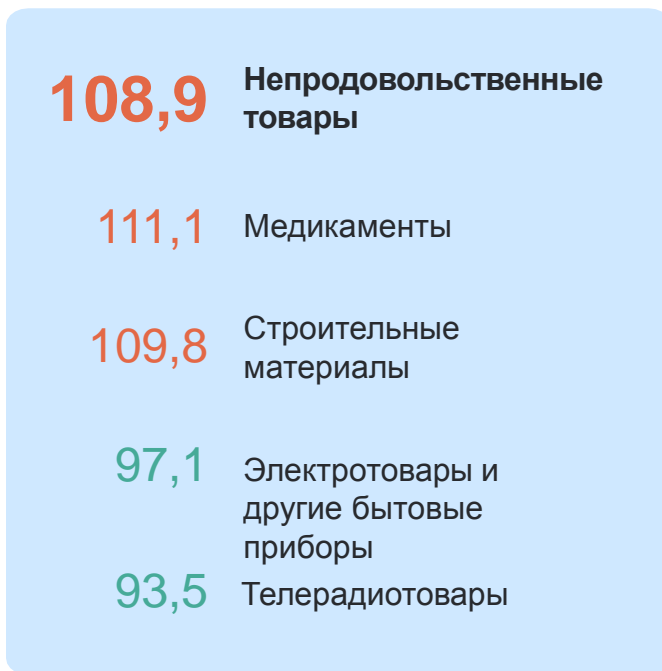 108,9 Непродовольственные
товары
111,1 Медикаменты
109,8 Строительные
материалы
97,1 Электротовары и
другие бытовые
приборы
93,5 Телерадиотовары